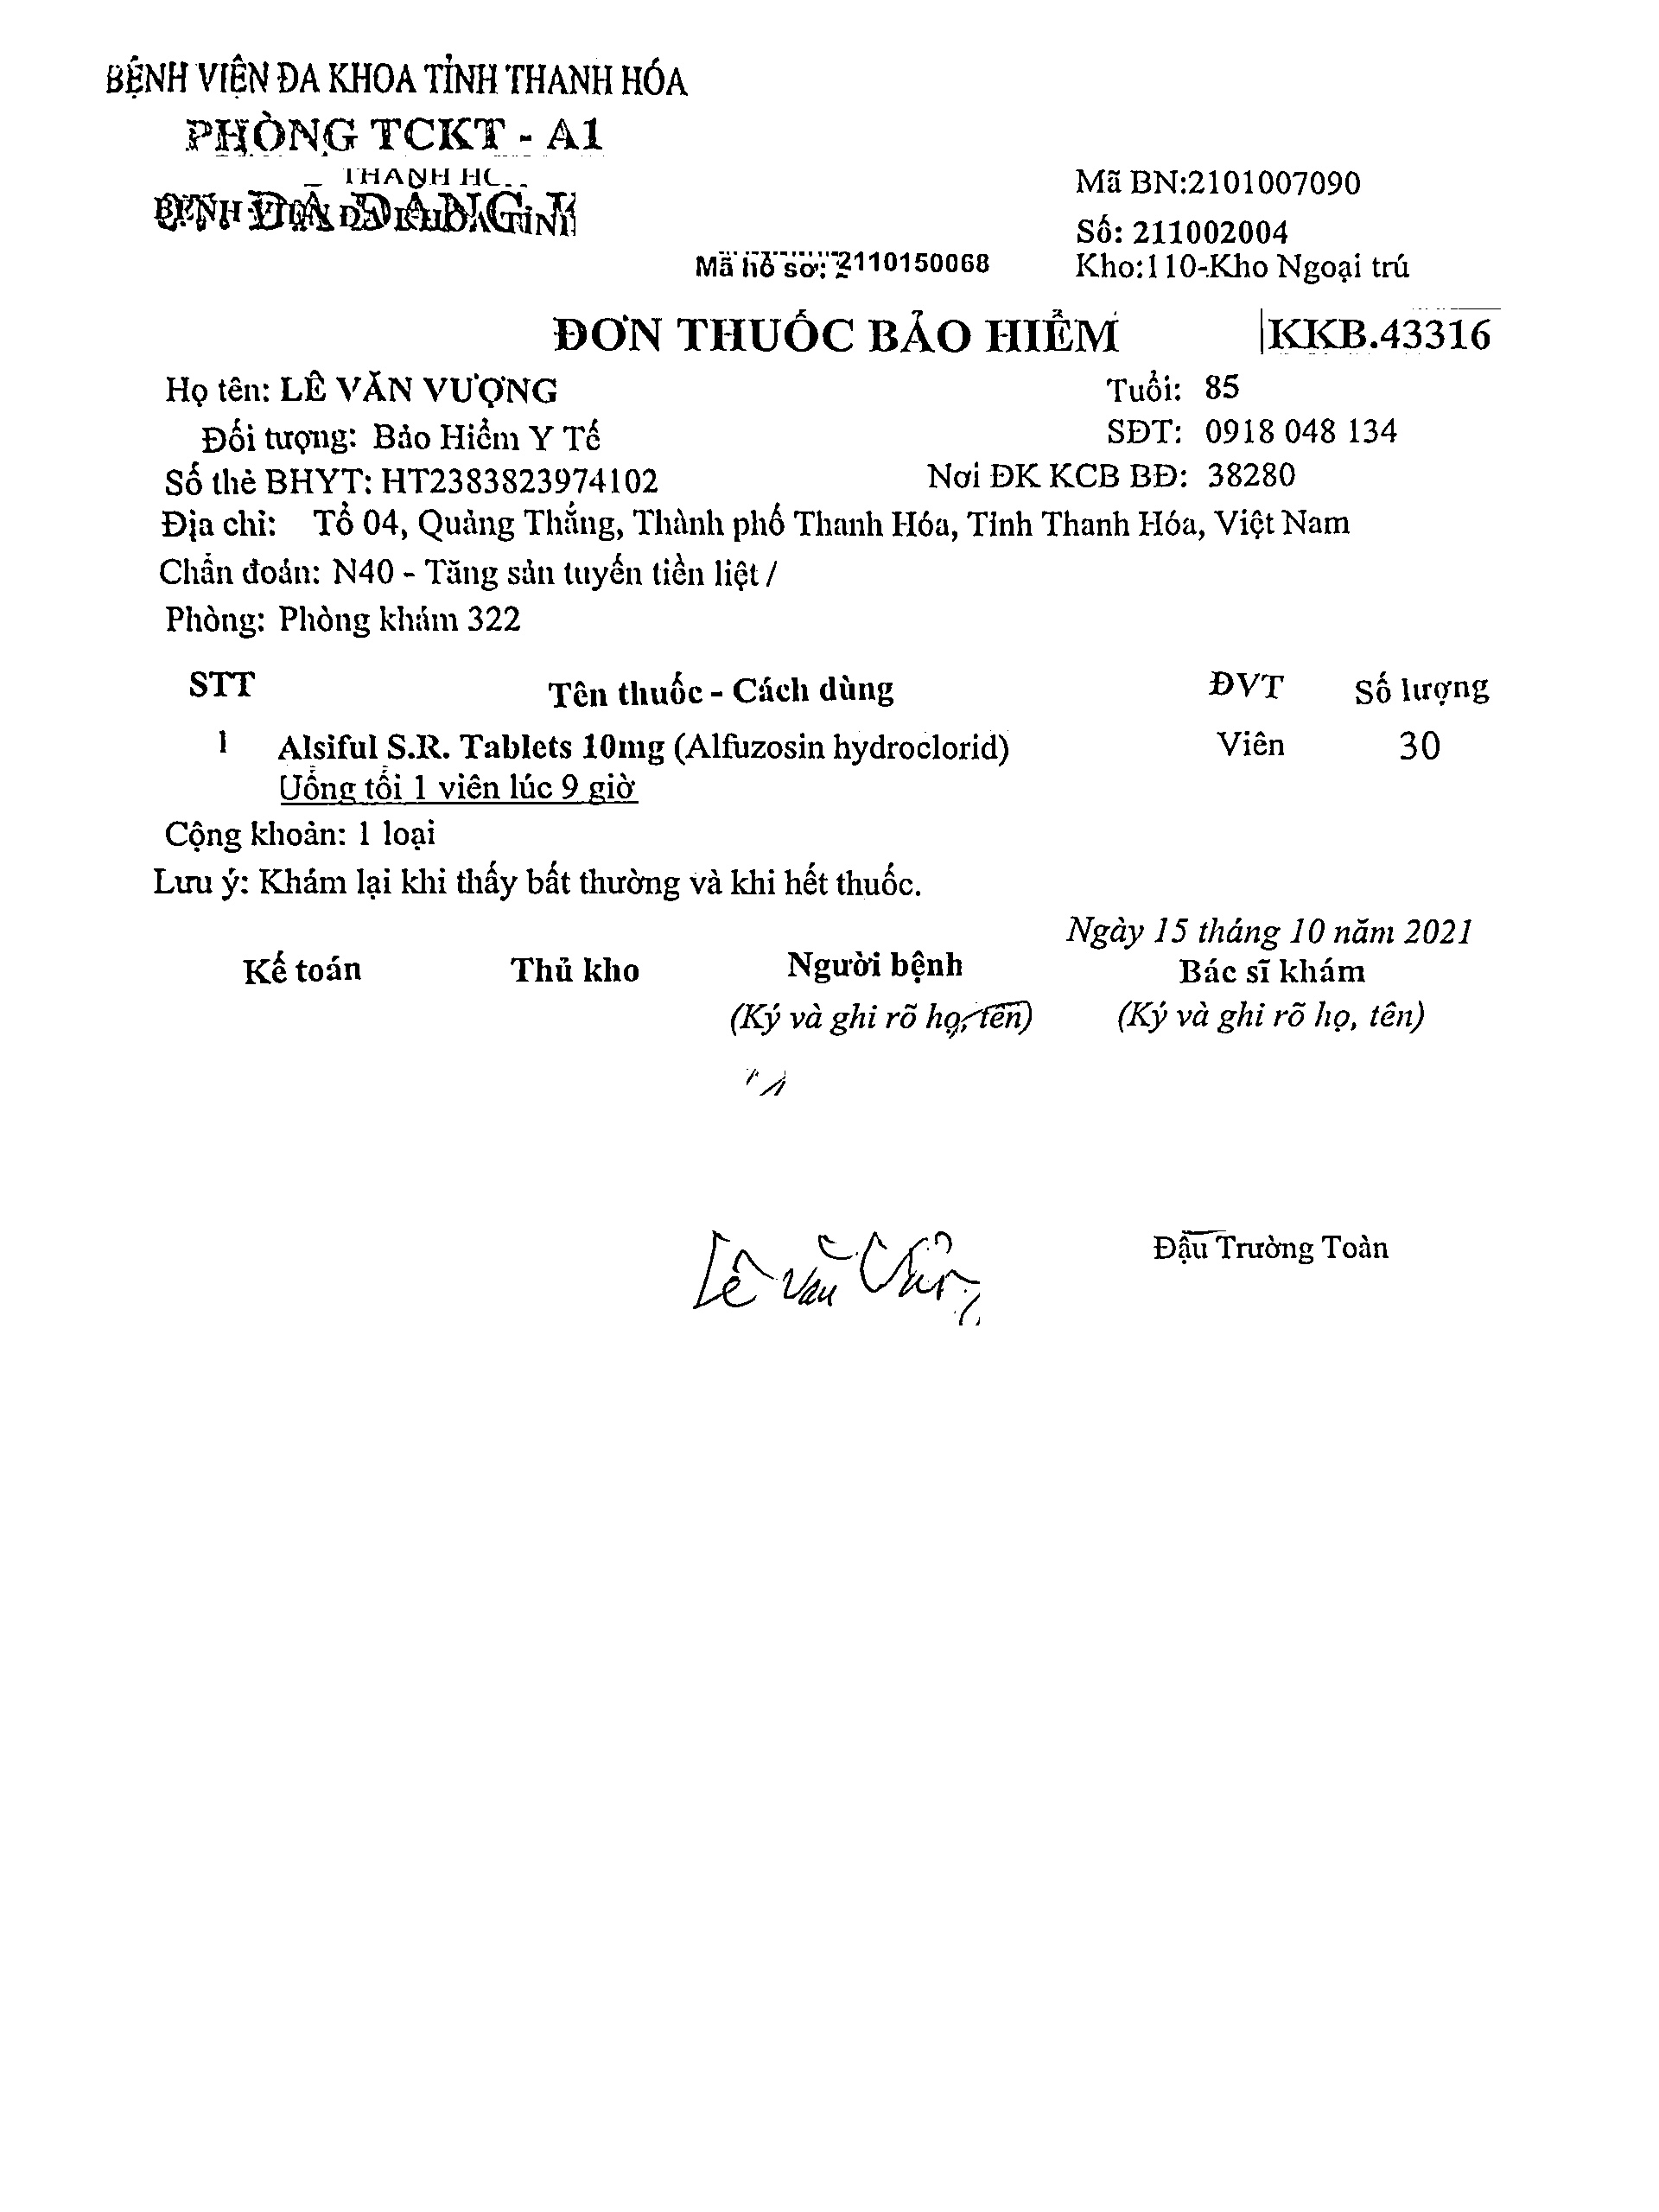 BỆNH VIỆN ĐA KHOA TỈNH THANH HÓA
PHÒNG TCKT - A1
BỆNH VIỆN ĐA KHOA TỈNH
Mã BN:2101007090
Số: 211002004
Mã hồ sơ: 2110150068
Kho:110-Kho Ngoại trú
ĐƠN THUỐC BẢO HIỂM
KKB.43316
Họ tên: LÊ VĂN VƯỢNG
Tuổi: 85
Đối tượng: Bảo Hiểm Y Tế
SĐT: 0918 048 134
Số thẻ BHYT: HT2383823974102
Nơi ĐK KCB BĐ: 38280
Địa chỉ: Tổ 04, Quảng Thắng, Thành phố Thanh Hóa, Tỉnh Thanh Hóa, Việt Nam
Chẩn đoán: N40 - Tăng sản tuyến tiền liệt /
Phòng: Phòng khám 322
STT Tên thuốc - Cách dùng ĐVT Số lượng
1 Alsiful S.R. Tablets 10mg (Alfuzosin hydroclorid) Viên 30
Uống tối 1 viên lúc 9 giờ
Cộng khoản: 1 loại
Lưu ý: Khám lại khi thấy bất thường và khi hết thuốc.
Ngày 15 tháng 10 năm 2021
Kế toán Thủ kho Người bệnh Bác sĩ khám
(Ký và ghi rõ họ, tên) (Ký và ghi rõ họ, tên)
Lê Văn
Đậu Trường Toàn